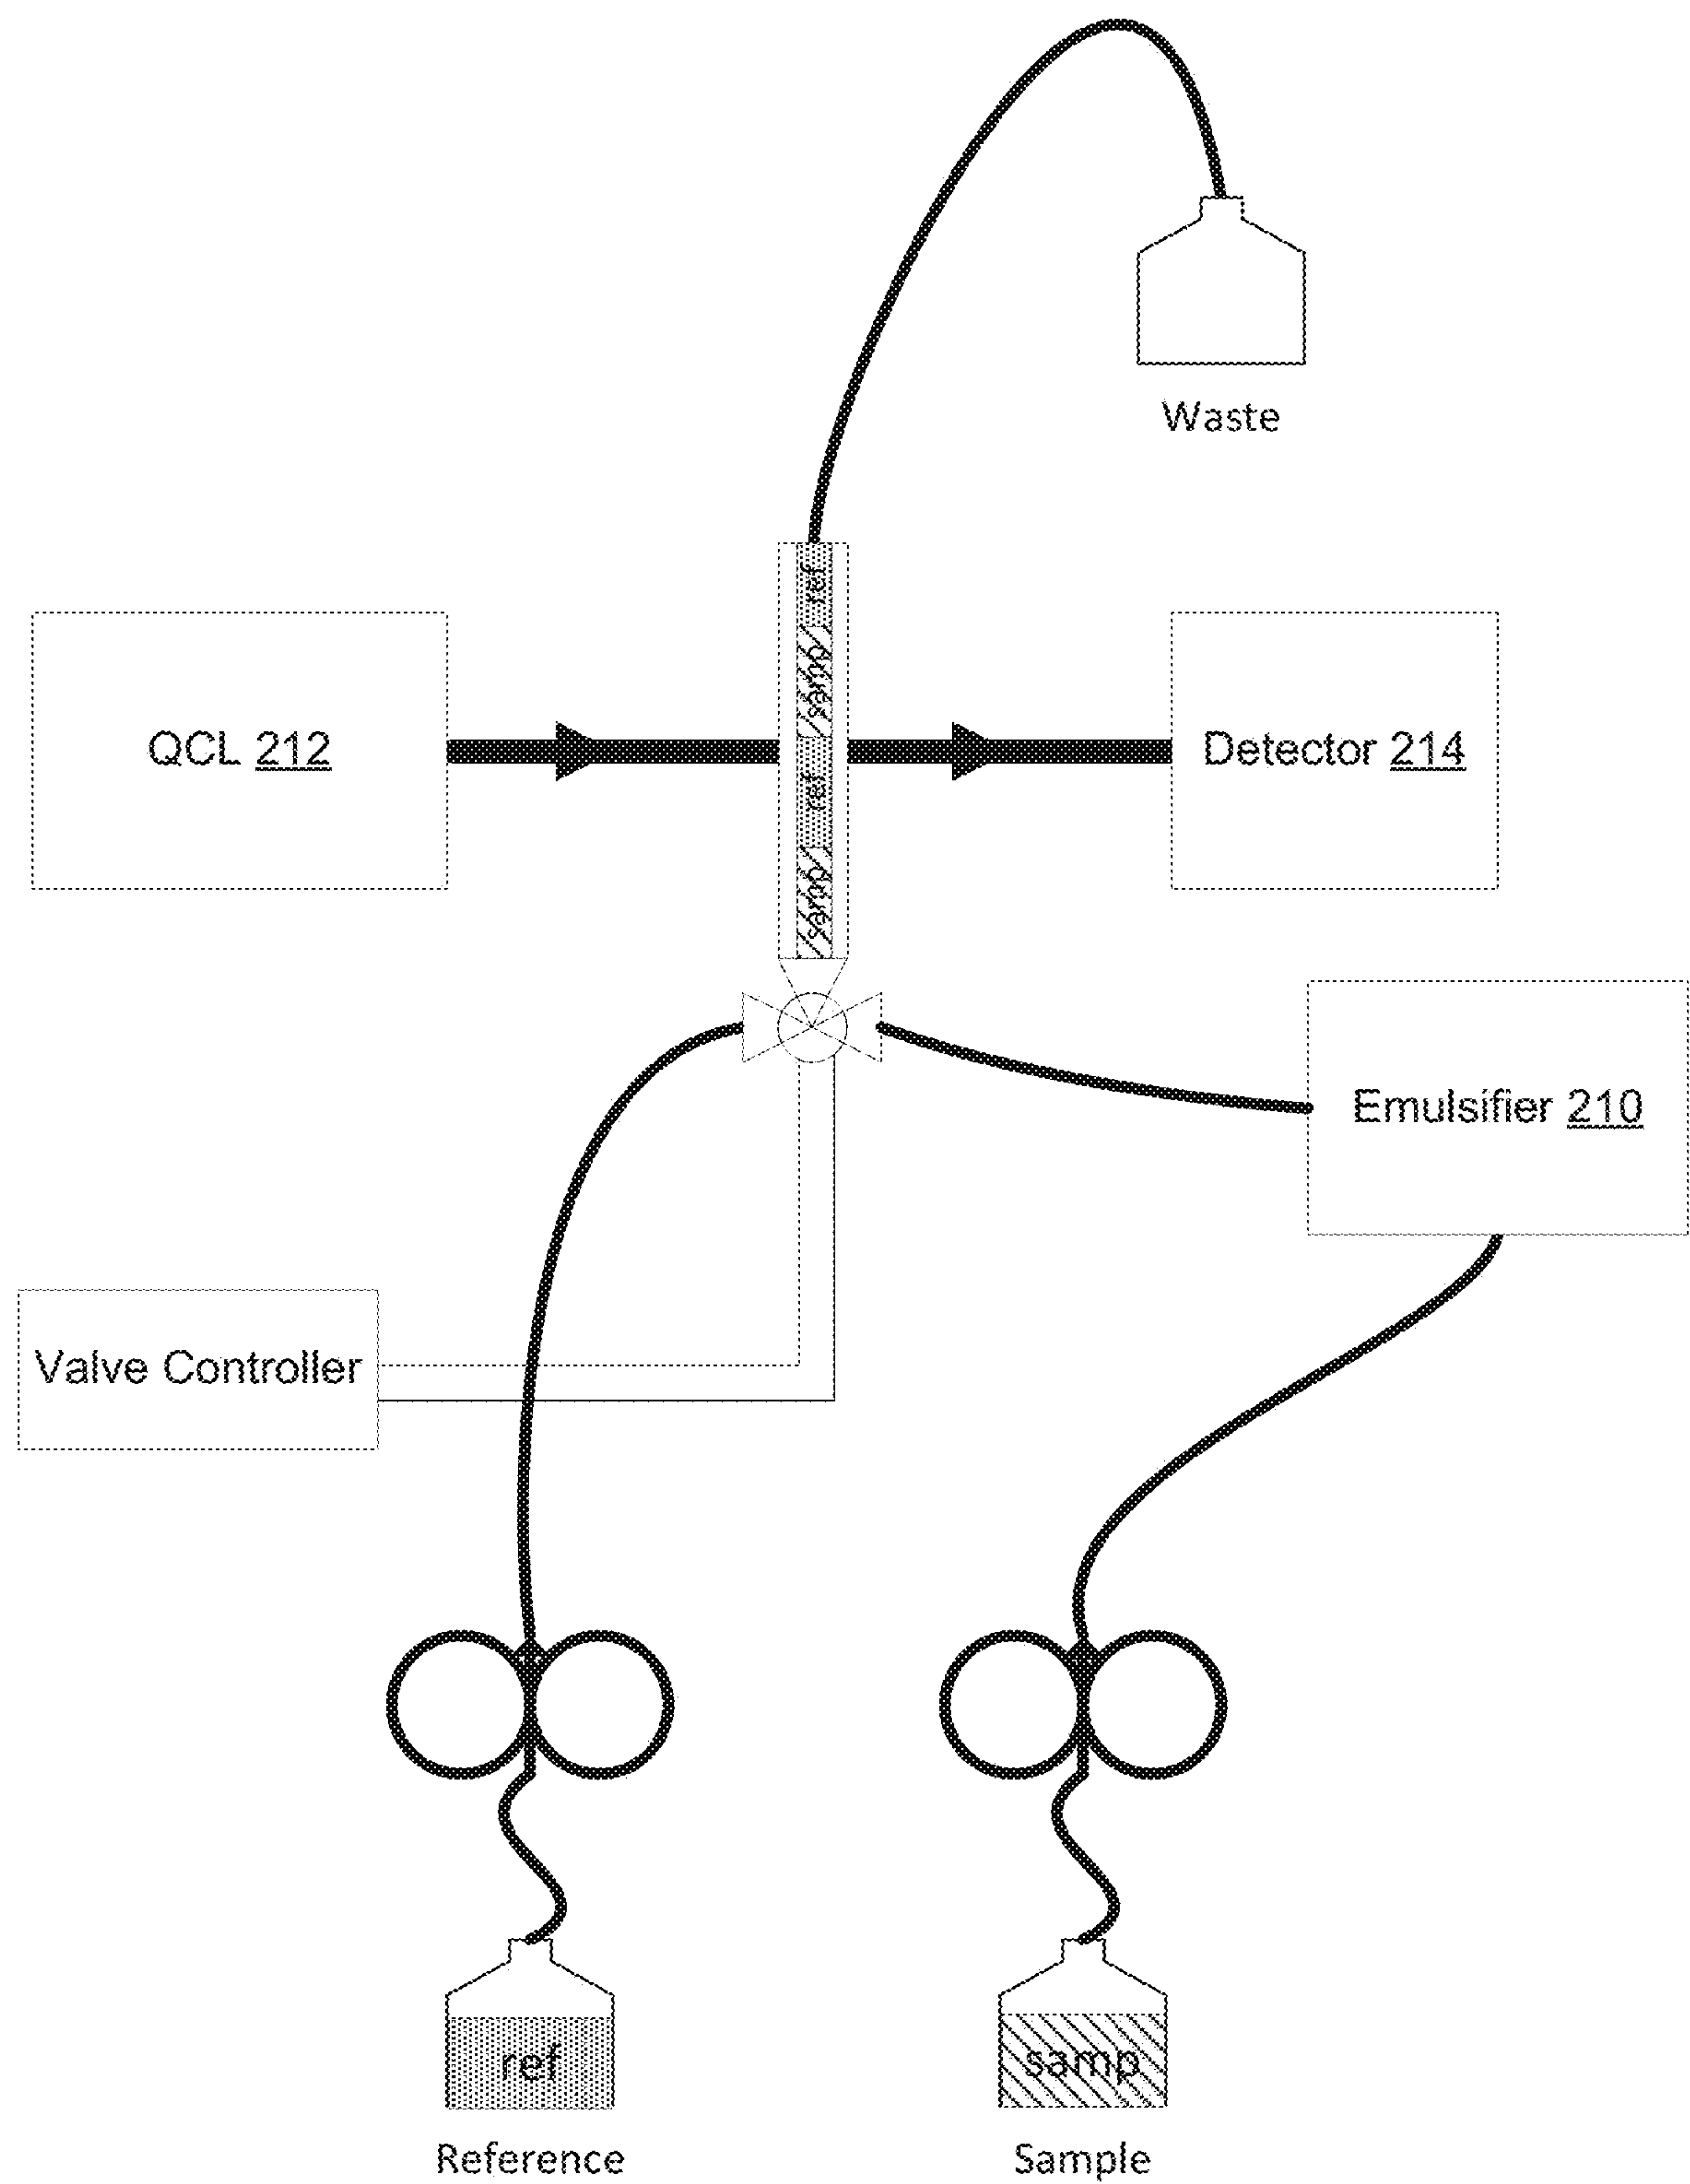 Waste
ref
samp
QCL 212
Detector 214
ref
samp
Emulsifier 210
Valve Controller
ref
samp
Reference
Sample